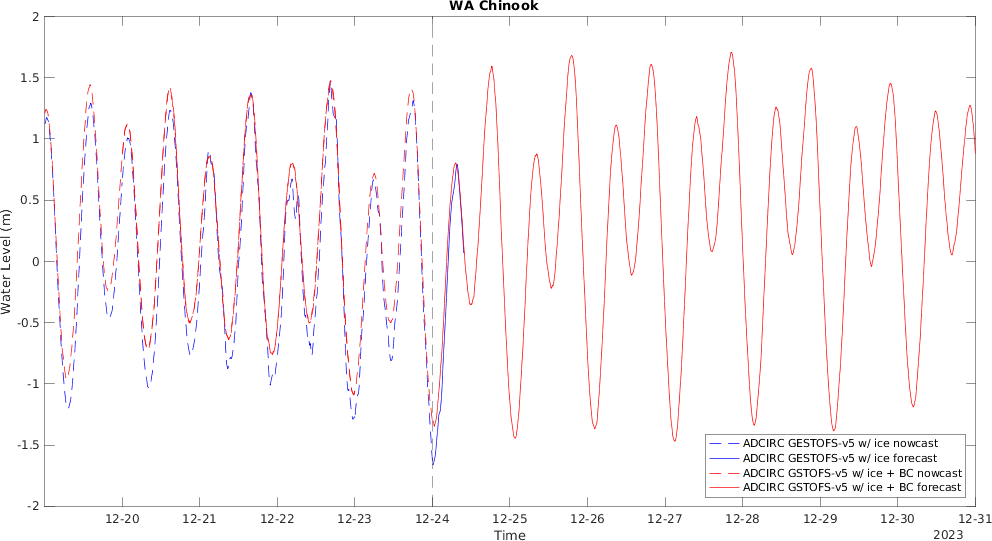 WA Chinook
2
1.5
1
0.5
0
-0.5
-1
-1.5
-2
Water Level (m)
12-20 12-21 12-22 12-23 12-24 12-25 12-26 12-27 12-28 12-29 12-30 12-31
Time
2023
ADCIRC GESTOFS-v5 w/ ice nowcast
ADCIRC GESTOFS-v5 w/ ice forecast
ADCIRC GSTOFS-v5 w/ ice + BC nowcast
ADCIRC GSTOFS-v5 w/ ice + BC forecast